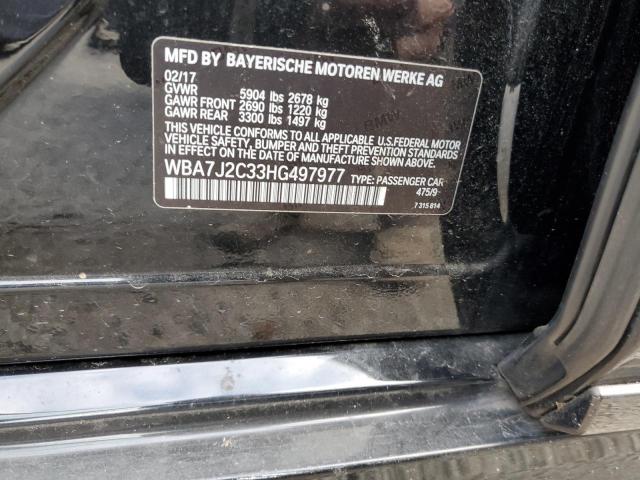 MFD BY BAYERISCHE MOTOREN WERKE AG
02/17
GVWR 5904 lbs 2678 kg
GAWR FRONT 2690 lbs 1220 kg
GAWR REAR 3300 lbs 1497 kg
THIS VEHICLE CONFORMS TO ALL APPLICABLE U.S.FEDERAL MOTOR
VEHICLE SAFETY, BUMPER AND THEFT PREVENTION STANDARDS
IN EFFECT ON THE DATE OF MANUFACTURE SHOWN ABOVE.
WBA7J2C33HG497977 TYPE: PASSENGER CAR
475/9
7 315 814